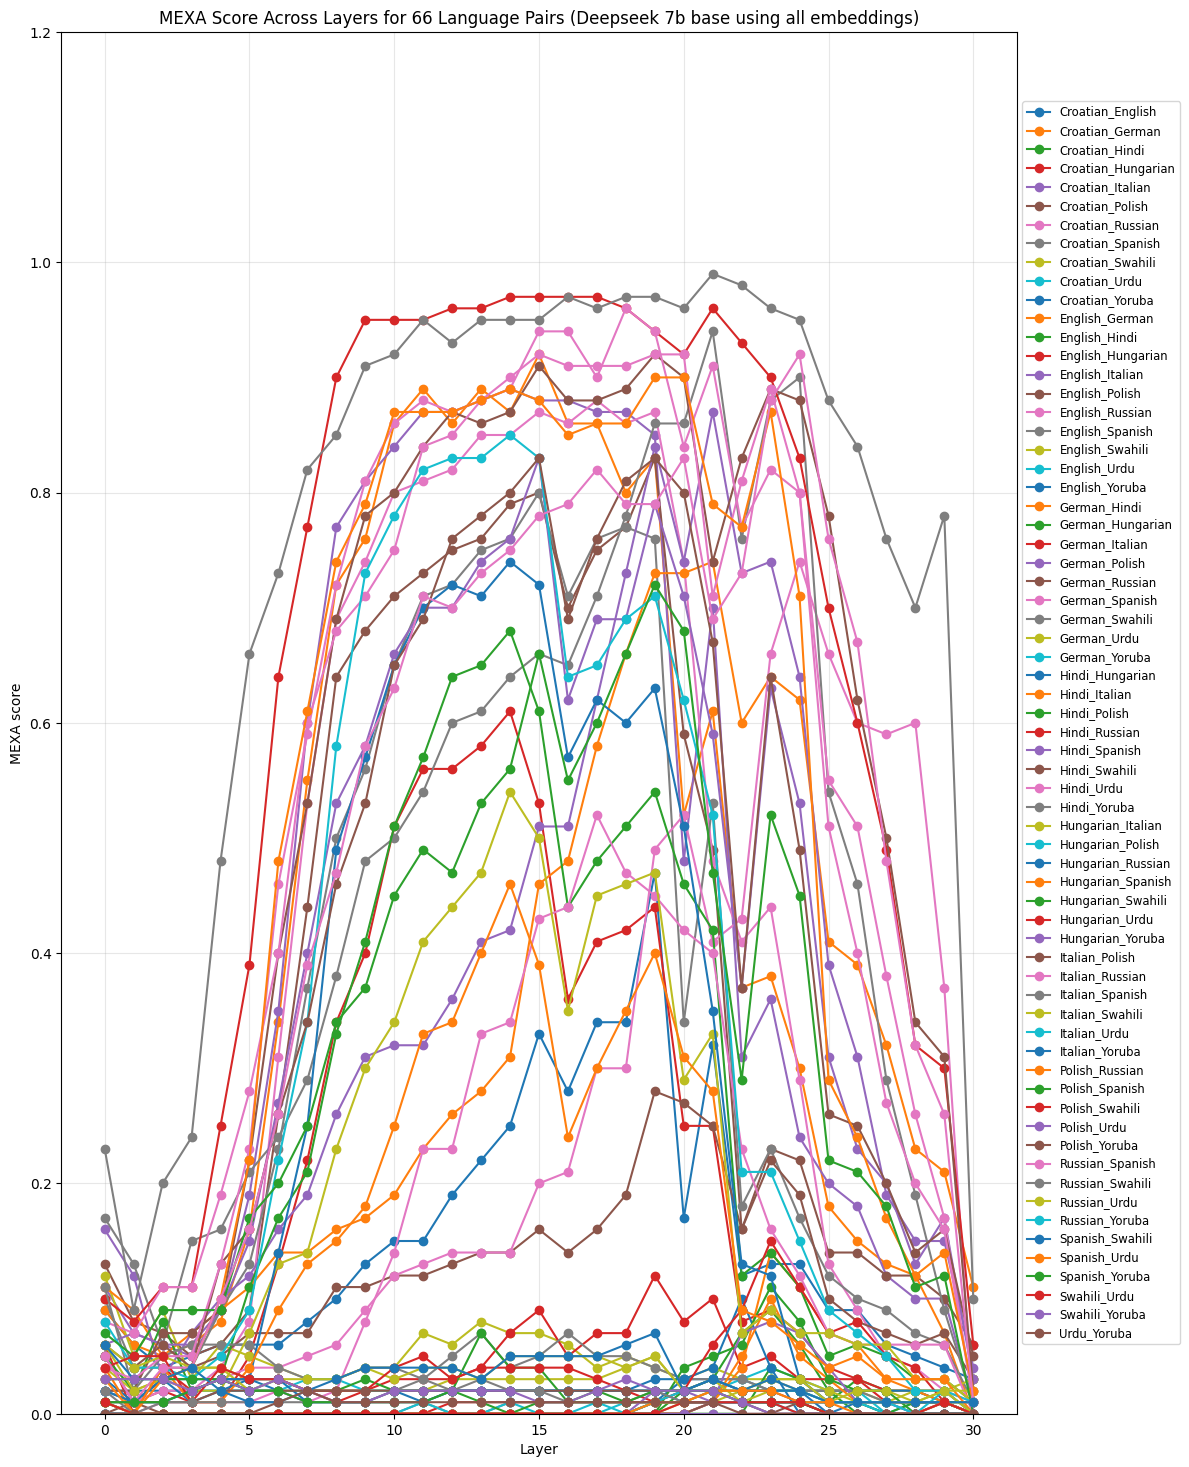 MEXA Score Across Layers for 66 Language Pairs (Deepseek 7b base using all embeddings)
1.2
1.0
0.8
0.6
0.4
0.2
0.0
MEXA score
0
5
10
15
20
25
30
Layer
Croatian_English
Croatian_German
Croatian_Hindi
Croatian_Hungarian
Croatian_Italian
Croatian_Polish
Croatian_Russian
Croatian_Spanish
Croatian_Swahili
Croatian_Urdu
Croatian_Yoruba
English_German
English_Hindi
English_Hungarian
English_Italian
English_Polish
English_Russian
English_Spanish
English_Swahili
English_Urdu
English_Yoruba
German_Hindi
German_Hungarian
German_Italian
German_Polish
German_Russian
German_Spanish
German_Swahili
German_Urdu
German_Yoruba
Hindi_Hungarian
Hindi_Italian
Hindi_Polish
Hindi_Russian
Hindi_Spanish
Hindi_Swahili
Hindi_Urdu
Hindi_Yoruba
Hungarian_Italian
Hungarian_Polish
Hungarian_Russian
Hungarian_Spanish
Hungarian_Swahili
Hungarian_Urdu
Hungarian_Yoruba
Italian_Polish
Italian_Russian
Italian_Spanish
Italian_Swahili
Italian_Urdu
Italian_Yoruba
Polish_Russian
Polish_Spanish
Polish_Swahili
Polish_Urdu
Polish_Yoruba
Russian_Spanish
Russian_Swahili
Russian_Urdu
Russian_Yoruba
Spanish_Swahili
Spanish_Urdu
Spanish_Yoruba
Swahili_Urdu
Swahili_Yoruba
Urdu_Yoruba